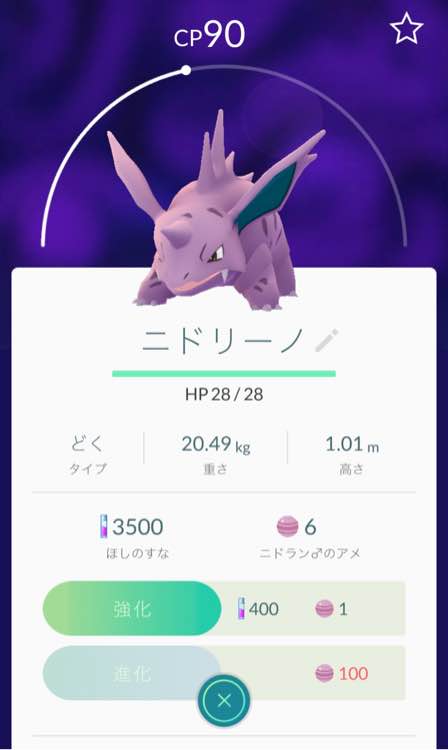 CP90
ニドリーノ
HP 28 / 28
どく
タイプ
20.49 kg
重さ
1.01 m
高さ
3500
ほしのすな
6
ニドラン♂のアメ
強化
400
1
進化
100